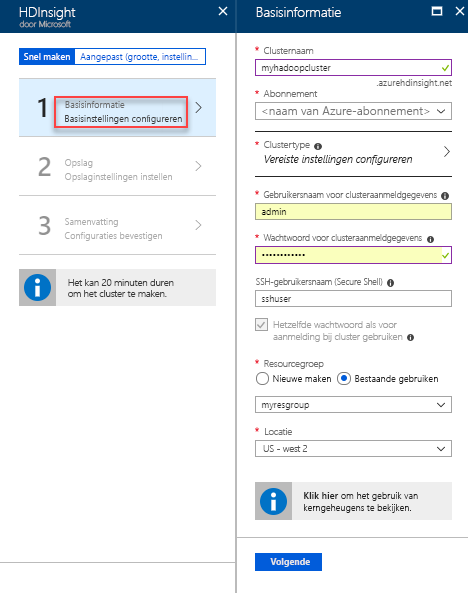 HDInsight
door Microsoft
Snel maken
Aangepast (grootte, instellin...
1
Basisinformatie
Basisinstellingen configureren
2
Opslag
Opslaginstellingen instellen
3
Samenvatting
Configuraties bevestigen
Het kan 20 minuten duren
om het cluster te maken.
Basisinformatie
* Clusternaam
myhadoopcluster
.azurehdinsight.net
* Abonnement
<naam van Azure-abonnement>
* Clustertype
Vereiste instellingen configureren
* Gebruikersnaam voor clusteraanmeldgegevens
admin
* Wachtwoord voor clusteraanmeldgegevens
••••••••••••
SSH-gebruikersnaam (Secure Shell)
sshuser
Hetzelfde wachtwoord als voor
aanmelding bij cluster gebruiken
* Resourcegroep
Nieuwe maken
Bestaande gebruiken
myresgroup
* Locatie
US - west 2
Klik hier om het gebruik van
kerngeheugens te bekijken.
Volgende